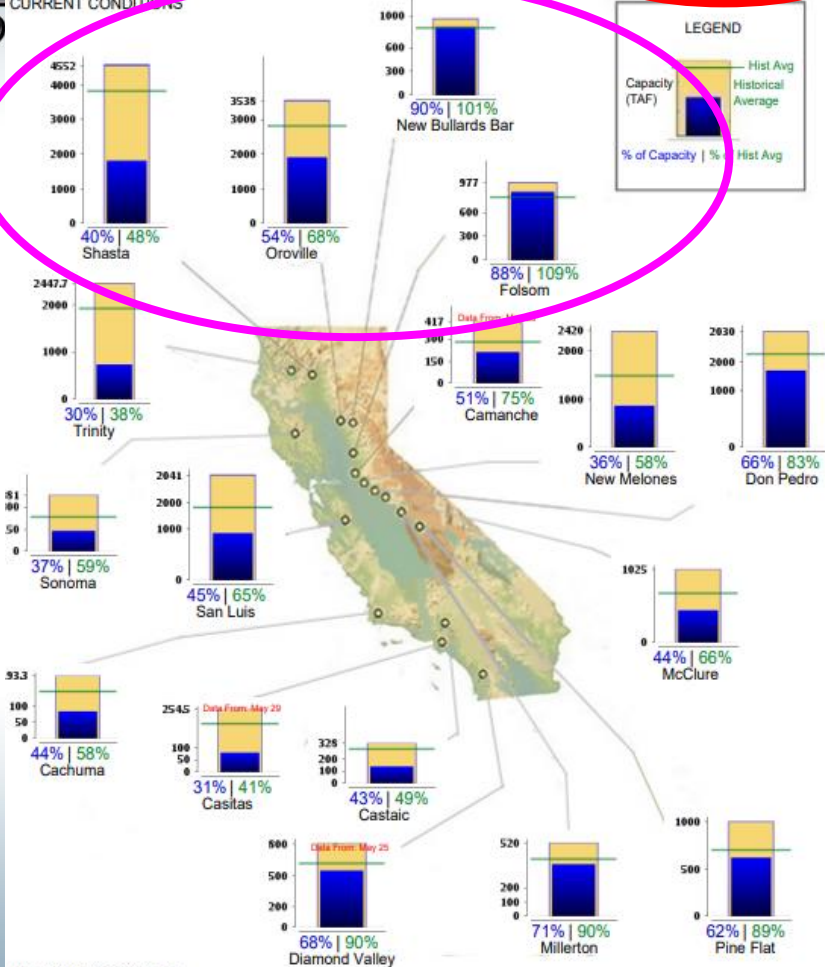 CURRENT CONDITIONS
LEGEND
Hist Avg
Capacity
(TAF)
Historical
Average
% of Capacity | % of Hist Avg
1000
600
300
0
90% | 101%
New Bullards Bar
4552
4000
3000
2000
1000
0
40% | 48%
Shasta
3538
3000
2000
1000
0
54% | 68%
Oroville
977
600
300
0
88% | 109%
Folsom
2447.7
2000
1000
0
30% | 38%
Trinity
Data From: May
417
300
150
0
51% | 75%
Camanche
2420
2000
1000
0
36% | 58%
New Melones
2030
2000
1000
0
66% | 83%
Don Pedro
0
37% | 59%
Sonoma
2041
2000
1000
0
45% | 65%
San Luis
1025
0
44% | 66%
McClure
93.3
100
50
0
44% | 58%
Cachuma
254.5
Data From: May 29
100
50
0
31% | 41%
Casitas
325
200
100
0
43% | 49%
Castaic
800
Data From: May 25
500
200
0
68% | 90%
Diamond Valley
520
200
100
0
71% | 90%
Millerton
1000
500
0
62% | 89%
Pine Flat